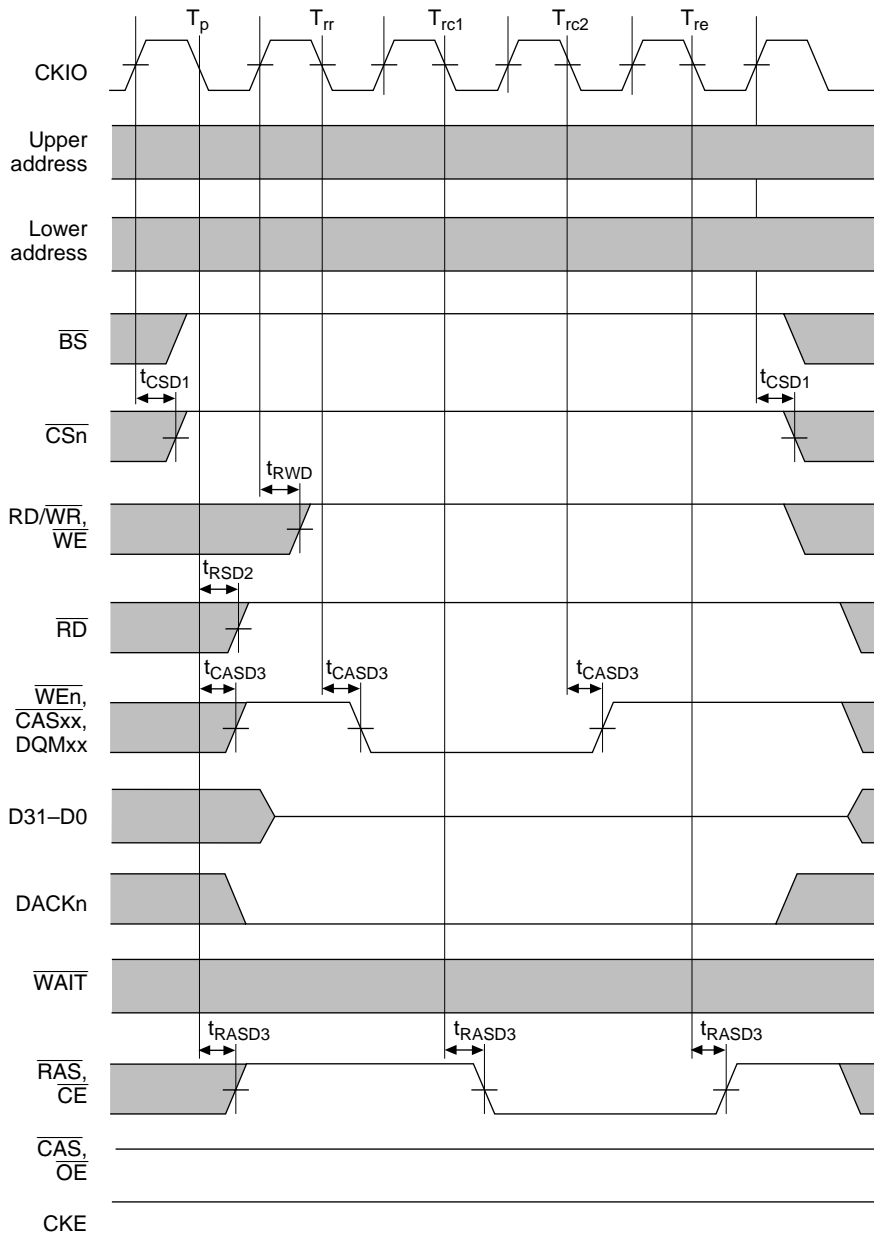 Tp Trr Trc1 Trc2 Tre
CKIO
Upper
address
Lower
address
BS
tCSD1 tCSD1
CSn
tRWD
RD/WR,
WE
tRSD2
RD
tCASD3 tCASD3 tCASD3
WEn,
CASxx,
DQMxx
D31–D0
DACKn
WAIT
tRASD3 tRASD3 tRASD3
RAS,
CE
CAS,
OE
CKE